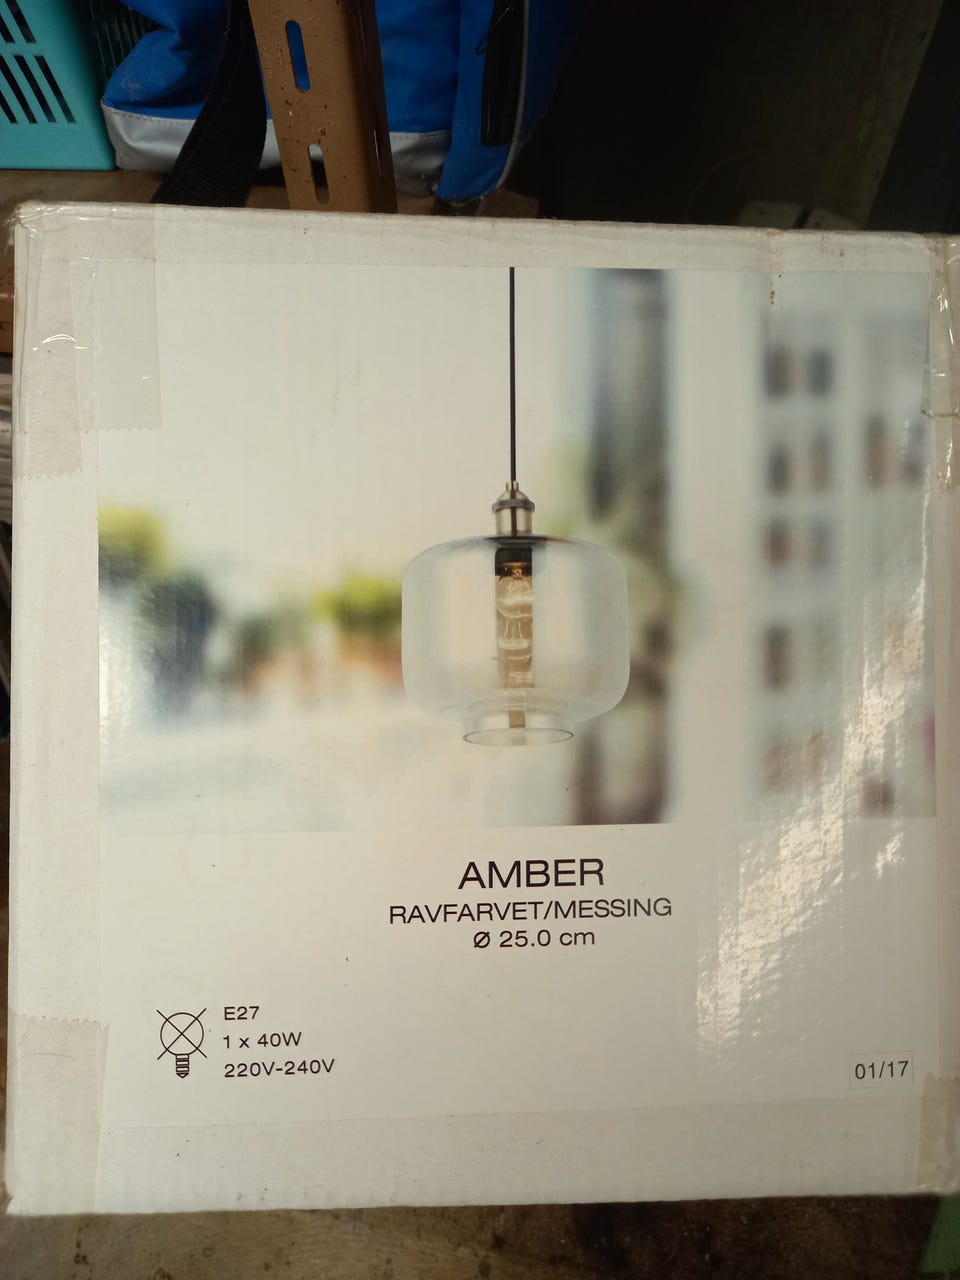 AMBER
RAVFARVET/MESSING
Ø 25.0 cm
E27
1 x 40W
220V-240V
01/17